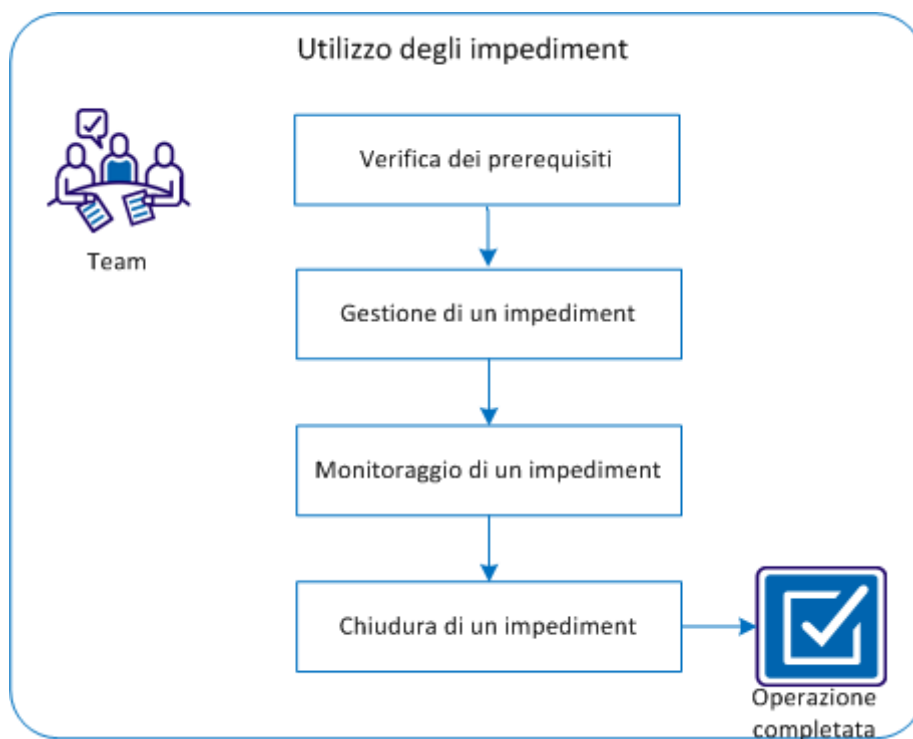 Utilizzo degli impediment
Verifica dei prerequisiti
Team
Gestione di un impediment
Monitoraggio di un impediment
Chiudura di un impediment
Operazione
completata